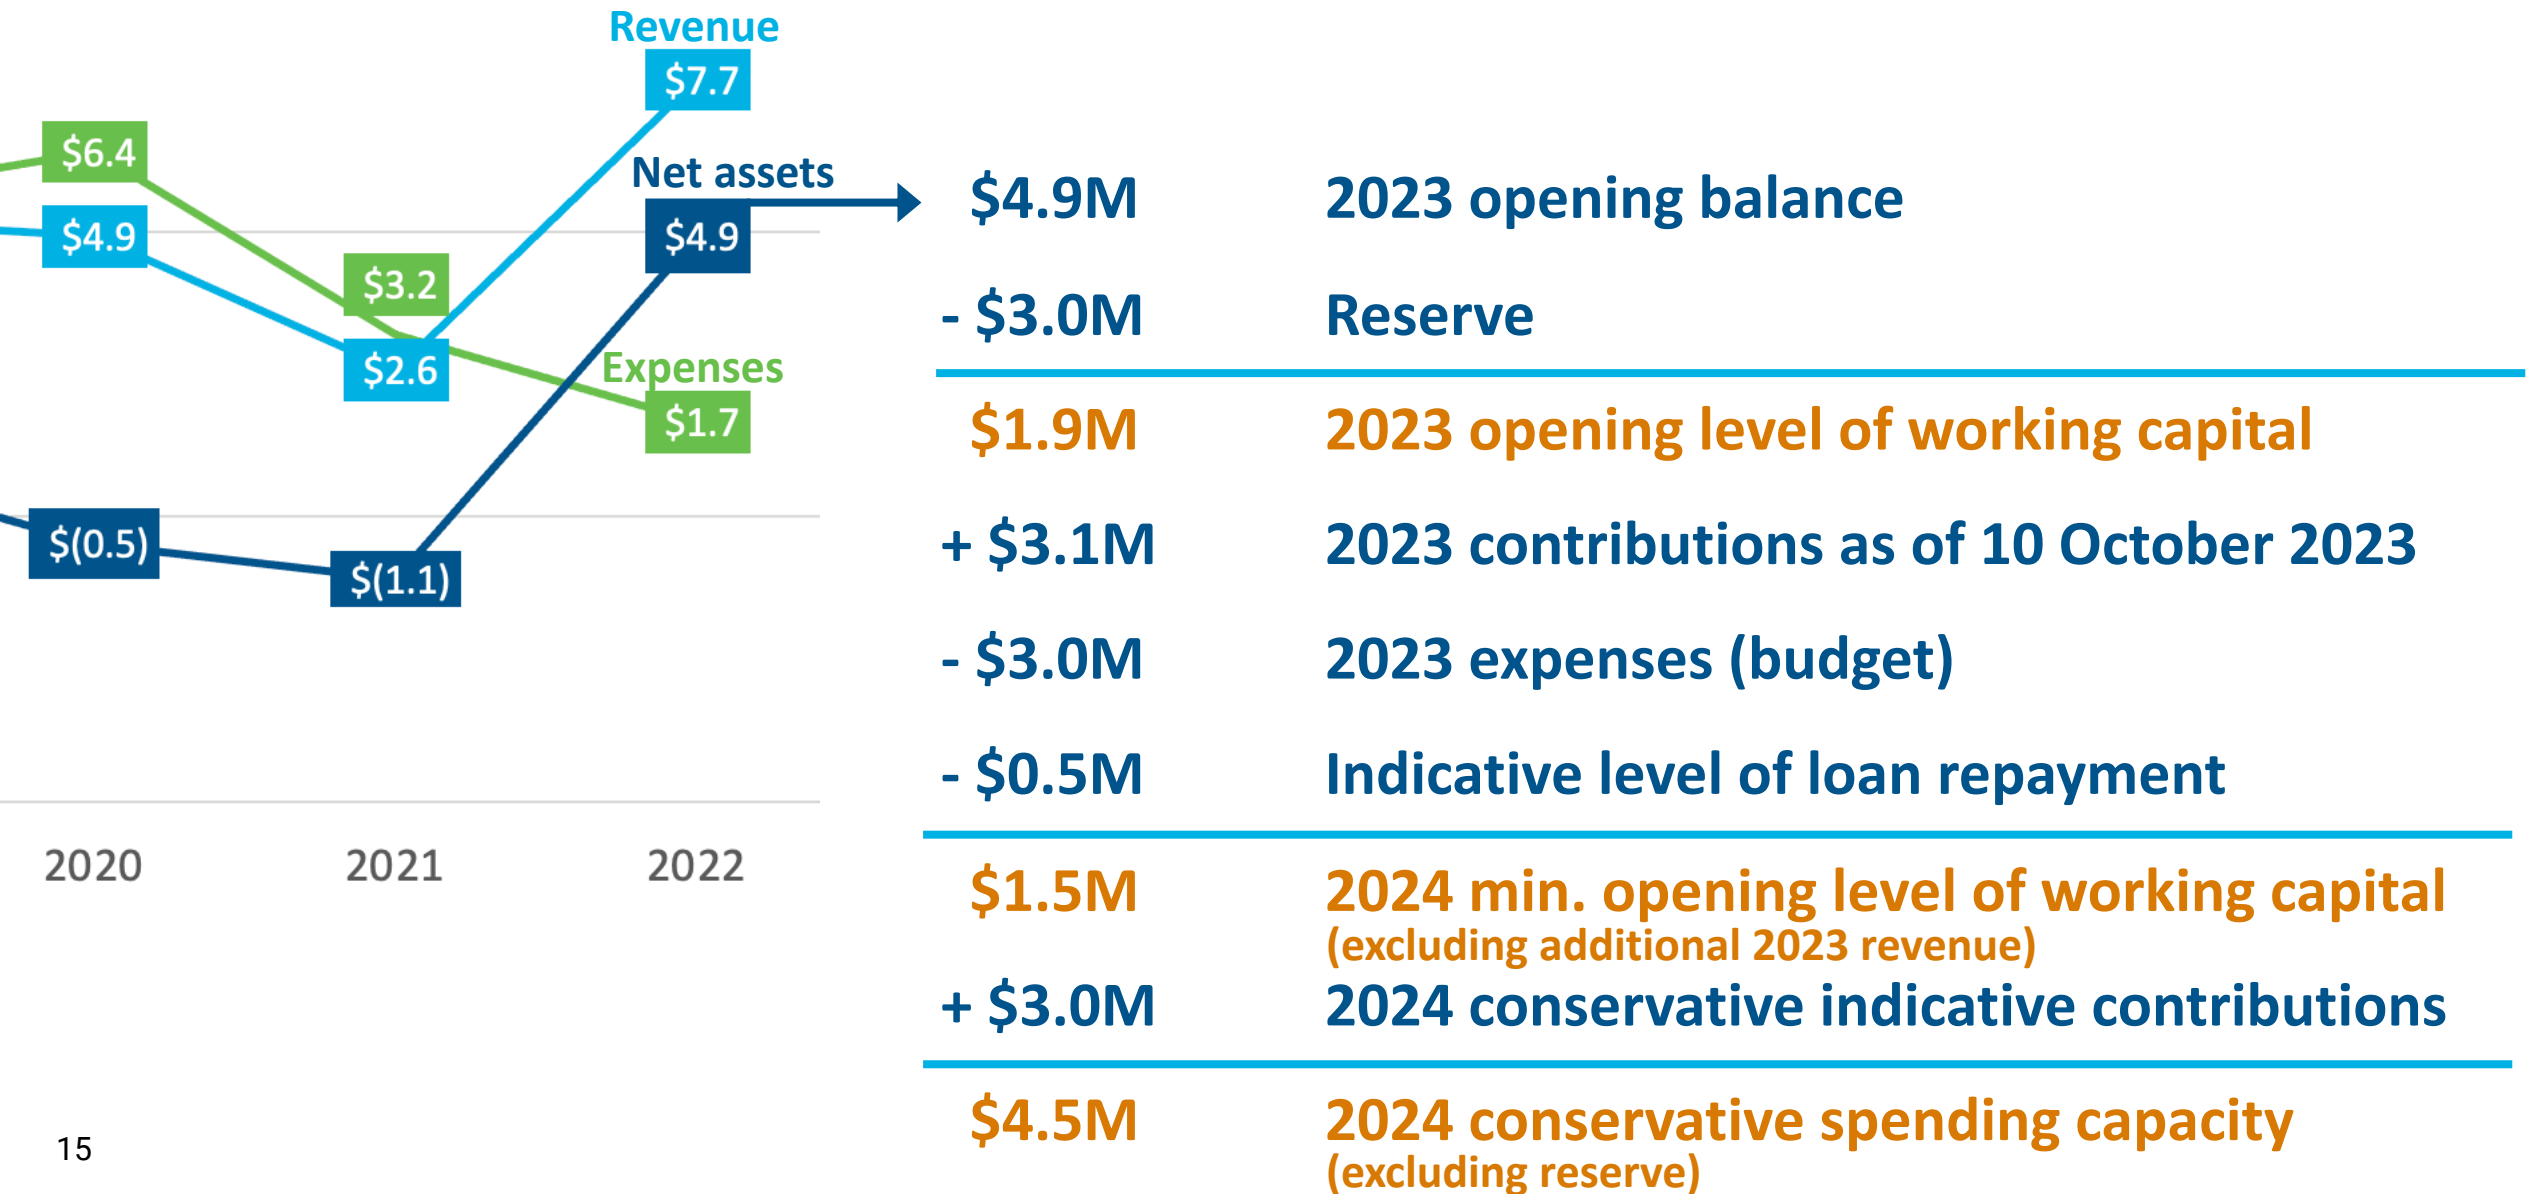 Revenue
$7.7
$6.4
Net assets
$4.9
$4.9
$3.2
$2.6
Expenses
$1.7
$(0.5)
$(1.1)
2020 2021 2022
$4.9M 2023 opening balance
- $3.0M Reserve
$1.9M 2023 opening level of working capital
+ $3.1M 2023 contributions as of 10 October 2023
- $3.0M 2023 expenses (budget)
- $0.5M Indicative level of loan repayment
$1.5M 2024 min. opening level of working capital
(excluding additional 2023 revenue)
+ $3.0M 2024 conservative indicative contributions
$4.5M 2024 conservative spending capacity
(excluding reserve)
15